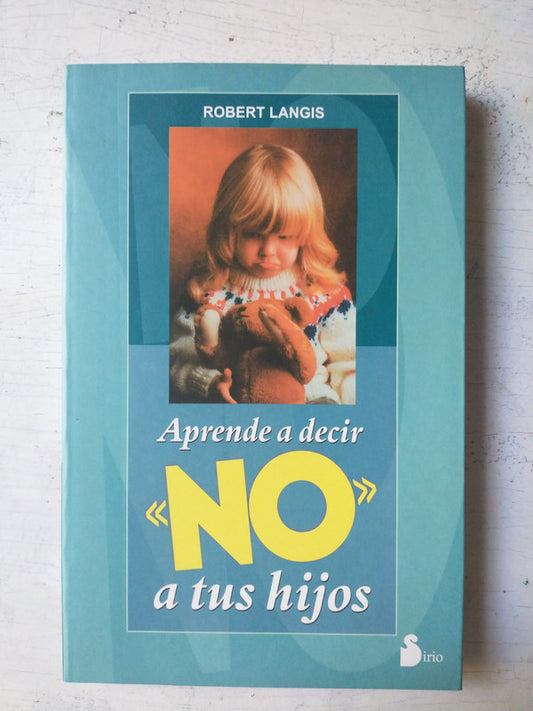 ROBERT LANGIS
Aprende a decir
«NO»
a tus hijos
Sirio